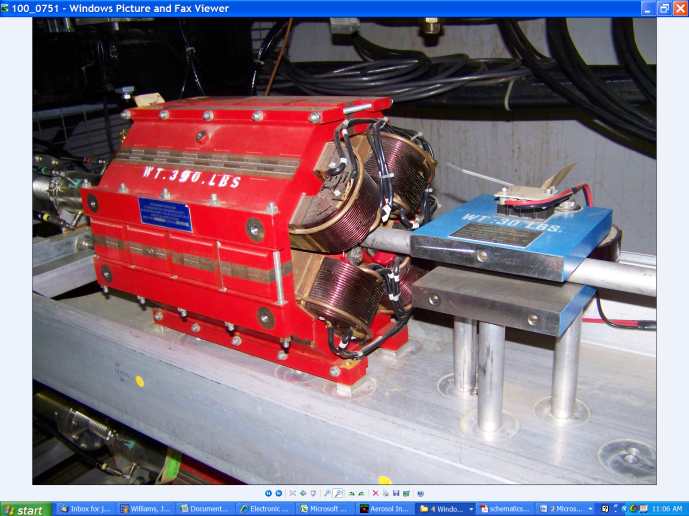 100_0751 - Windows Picture and Fax Viewer
WT.390.LBS
WT.30 LBS.
start
Inbox for J...
Williams, J...
Document...
Electronic ...
Microsoft ...
Aerosol In...
4 Windo...
schematics...
2 Micros...
11:06 AM